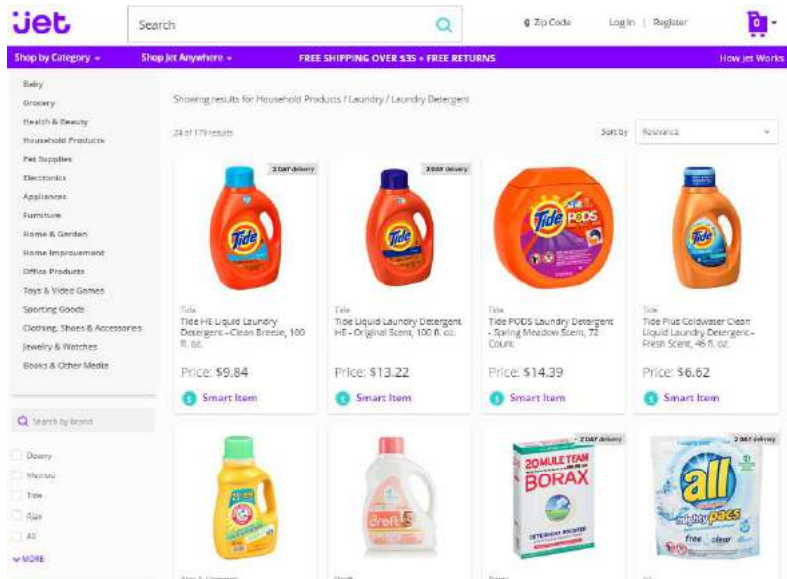 jet
Search
Zip Code
Log In | Register
0
Shop by Category
Shop Jet Anywhere
FREE SHIPPING OVER $35 + FREE RETURNS
How Jet Works
Baby
Grocery
Health & Beauty
Household Products
Pet Supplies
Electronics
Appliances
Furniture
Home & Garden
Home Improvement
Office Products
Toys & Video Games
Sporting Goods
Clothing, Shoes & Accessories
Jewelry & Watches
Books & Other Media
Search by brand
Downy
Method
Tide
Ajax
All
MORE
Showing results for Household Products / Laundry / Laundry Detergent
24 of 179 results
Sort by
Relevance
2 DAY delivery
Tide
Tide
Tide HE Liquid Laundry
Detergent - Clean Breeze, 100
fl. oz.
Price: $9.84
Smart Item
2 DAY delivery
Tide
Tide
Tide Liquid Laundry Detergent
HE - Original Scent, 100 fl. oz.
Price: $13.22
Smart Item
Tide PODS
Tide
Tide PODS Laundry Detergent
- Spring Meadow Scent, 72
Count
Price: $14.39
Smart Item
Tide
Tide
Tide Plus Coldwater Clean
Liquid Laundry Detergent -
Fresh Scent, 46 fl. oz.
Price: $6.62
Smart Item
ARM & HAMMER
dreft
2 DAY delivery
20 MULE TEAM
BORAX
DETERGENT BOOSTER
2 DAY delivery
all
mighty pacs
free clear